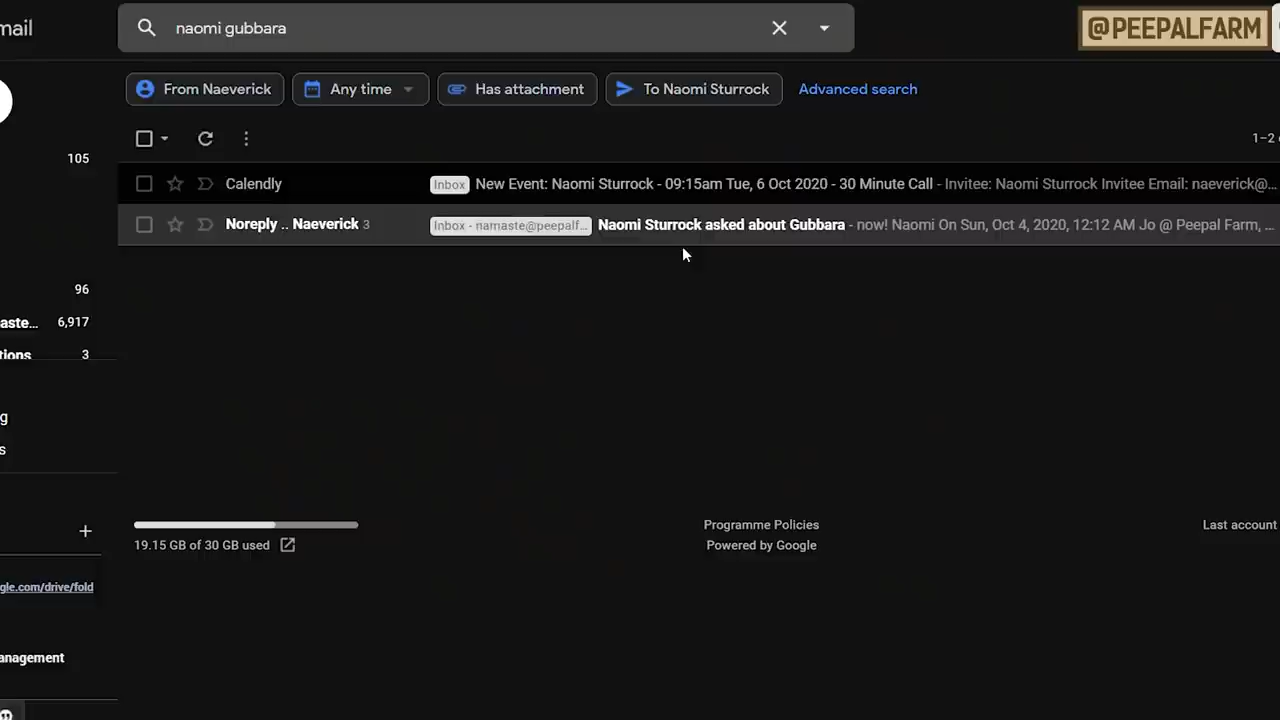 mail
naomi gubbara
@PEEPALFARM
From Naeverick
Any time
Has attachment
To Naomi Sturrock
Advanced search
1–2
105
Calendly
Inbox
New Event: Naomi Sturrock - 09:15am Tue, 6 Oct 2020 - 30 Minute Call - Invitee: Naomi Sturrock Invitee Email: naeverick@...
Noreply .. Naeverick 3
Inbox - namaste@peepalf...
Naomi Sturrock asked about Gubbara - now! Naomi On Sun, Oct 4, 2020, 12:12 AM Jo @ Peepal Farm, ...
96
aste... 6,917
tions 3
g
s
19.15 GB of 30 GB used
Programme Policies
Powered by Google
Last account
gle.com/drive/fold
anagement